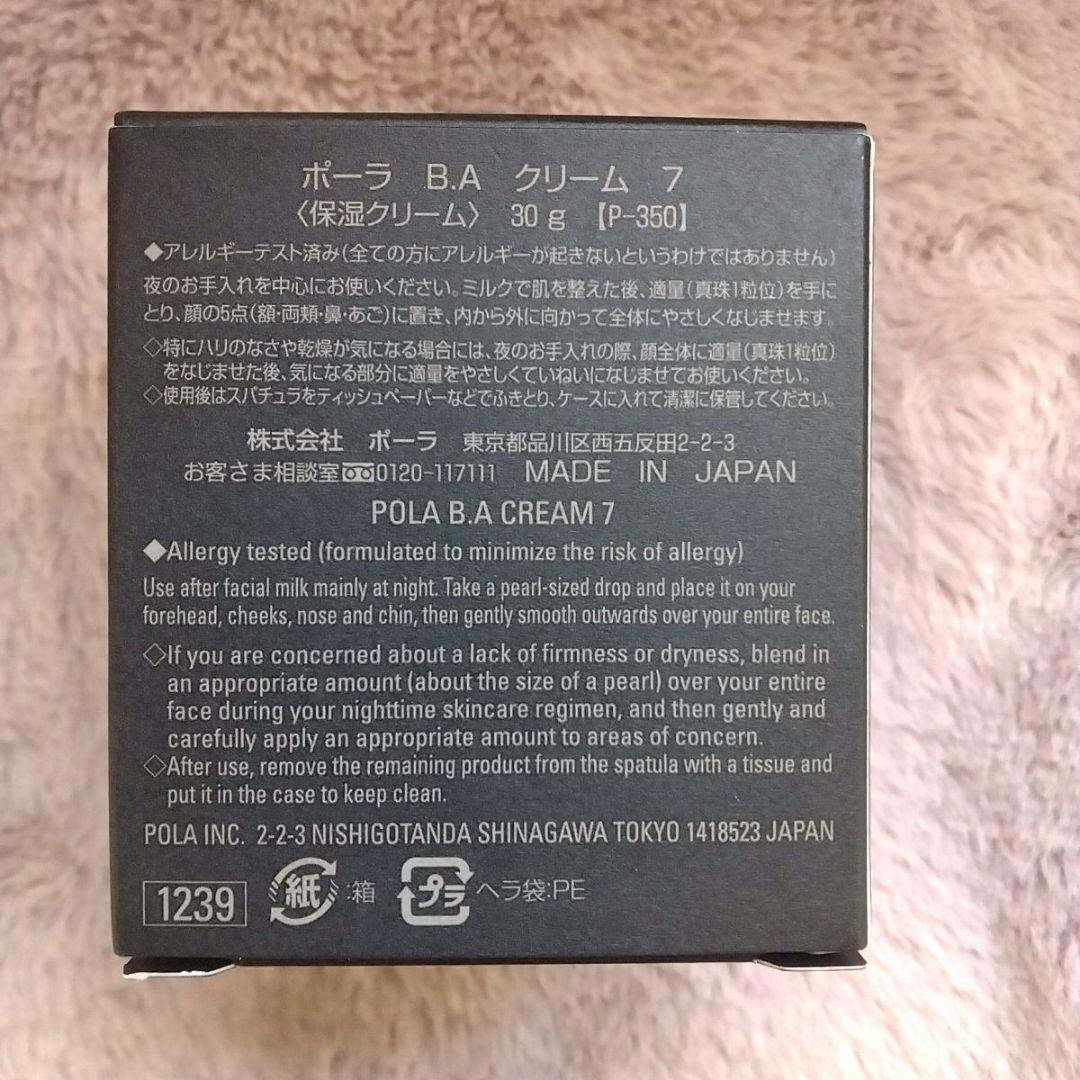 ポーラ B.A クリーム 7
〈保湿クリーム〉 30g 【P-350】
◆アレルギーテスト済み(全ての方にアレルギーが起きないというわけではありません)
夜のお手入れを中心にお使いください。ミルクで肌を整えた後、適量(真珠1粒位)を手に
とり、顔の5点(額・両頬・鼻・あご)に置き、内から外に向かって全体にやさしくなじませます。
◇特にハリのなさや乾燥が気になる場合には、夜のお手入れの際、顔全体に適量(真珠1粒位)
をなじませた後、気になる部分に適量をやさしくていねいになじませてお使いください。
◇使用後はスパチュラをティッシュペーパーなどでふきとり、ケースに入れて清潔に保管してください。
株式会社 ポーラ 東京都品川区西五反田2-2-3
お客さま相談室 0120-117111 MADE IN JAPAN
POLA B.A CREAM 7
◆Allergy tested (formulated to minimize the risk of allergy)
Use after facial milk mainly at night. Take a pearl-sized drop and place it on your
forehead, cheeks, nose and chin, then gently smooth outwards over your entire face.
◇If you are concerned about a lack of firmness or dryness, blend in
an appropriate amount (about the size of a pearl) over your entire
face during your nighttime skincare regimen, and then gently and
carefully apply an appropriate amount to areas of concern.
◇After use, remove the remaining product from the spatula with a tissue and
put it in the case to keep clean.
POLA INC. 2-2-3 NISHIGOTANDA SHINAGAWA TOKYO 1418523 JAPAN
1239 紙:箱 プラ ヘラ袋:PE